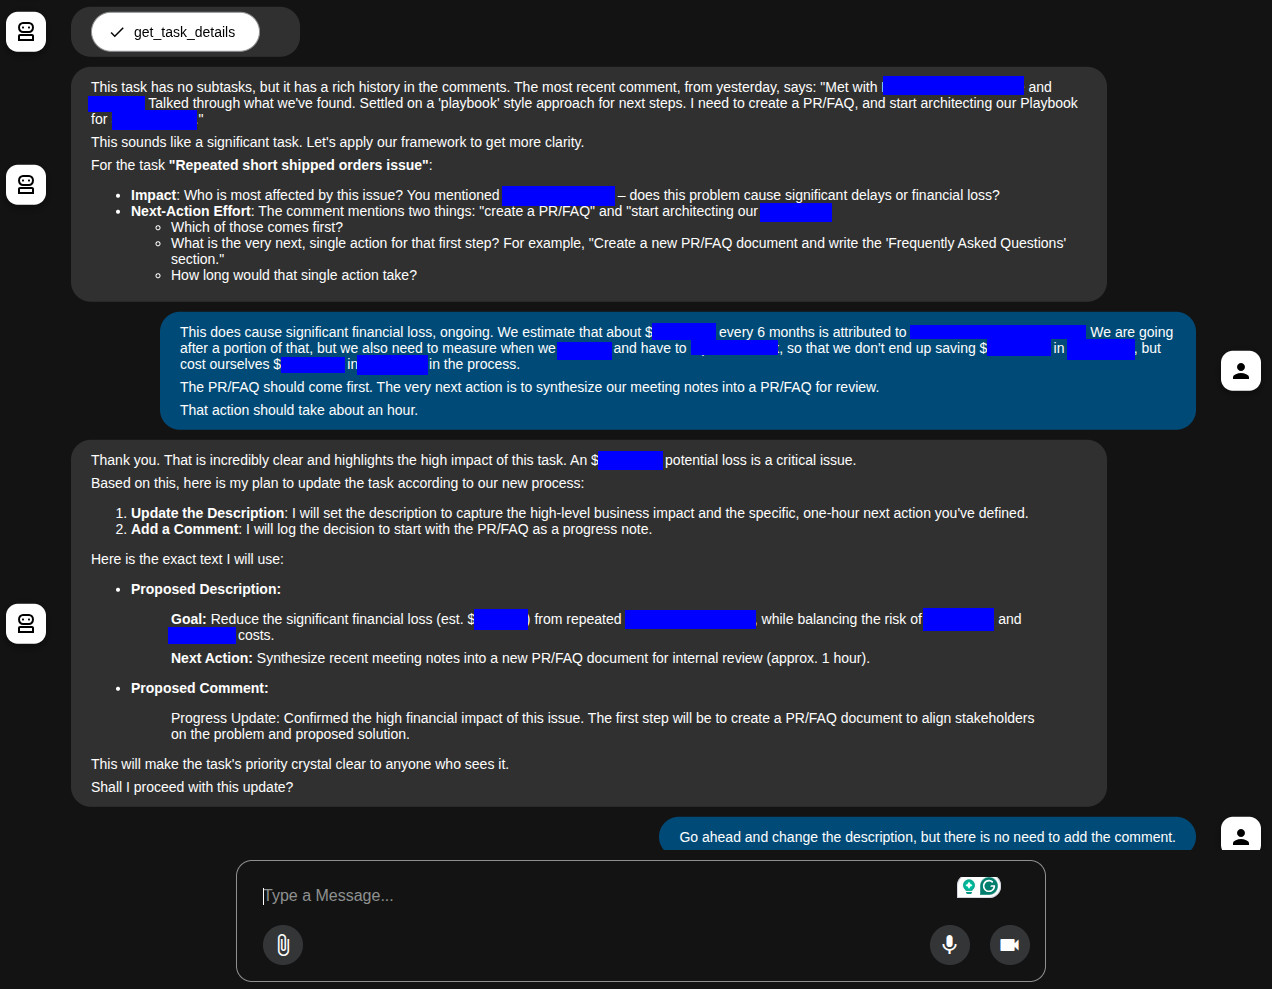 get_task_details
This task has no subtasks, but it has a rich history in the comments. The most recent comment, from yesterday, says: "Met with and
Talked through what we've found. Settled on a 'playbook' style approach for next steps. I need to create a PR/FAQ, and start architecting our Playbook
for "
This sounds like a significant task. Let's apply our framework to get more clarity.
For the task "Repeated short shipped orders issue":
• Impact: Who is most affected by this issue? You mentioned – does this problem cause significant delays or financial loss?
• Next-Action Effort: The comment mentions two things: "create a PR/FAQ" and "start architecting our
◦ Which of those comes first?
◦ What is the very next, single action for that first step? For example, "Create a new PR/FAQ document and write the 'Frequently Asked Questions'
section."
◦ How long would that single action take?
This does cause significant financial loss, ongoing. We estimate that about $ every 6 months is attributed to We are going
after a portion of that, but we also need to measure when we and have to , so that we don't end up saving $ in , but
cost ourselves $ in in the process.
The PR/FAQ should come first. The very next action is to synthesize our meeting notes into a PR/FAQ for review.
That action should take about an hour.
Thank you. That is incredibly clear and highlights the high impact of this task. An $ potential loss is a critical issue.
Based on this, here is my plan to update the task according to our new process:
1. Update the Description: I will set the description to capture the high-level business impact and the specific, one-hour next action you've defined.
2. Add a Comment: I will log the decision to start with the PR/FAQ as a progress note.
Here is the exact text I will use:
• Proposed Description:
Goal: Reduce the significant financial loss (est. $ ) from repeated , while balancing the risk of and
costs.
Next Action: Synthesize recent meeting notes into a new PR/FAQ document for internal review (approx. 1 hour).
• Proposed Comment:
Progress Update: Confirmed the high financial impact of this issue. The first step will be to create a PR/FAQ document to align stakeholders
on the problem and proposed solution.
This will make the task's priority crystal clear to anyone who sees it.
Shall I proceed with this update?
Go ahead and change the description, but there is no need to add the comment.
Type a Message...